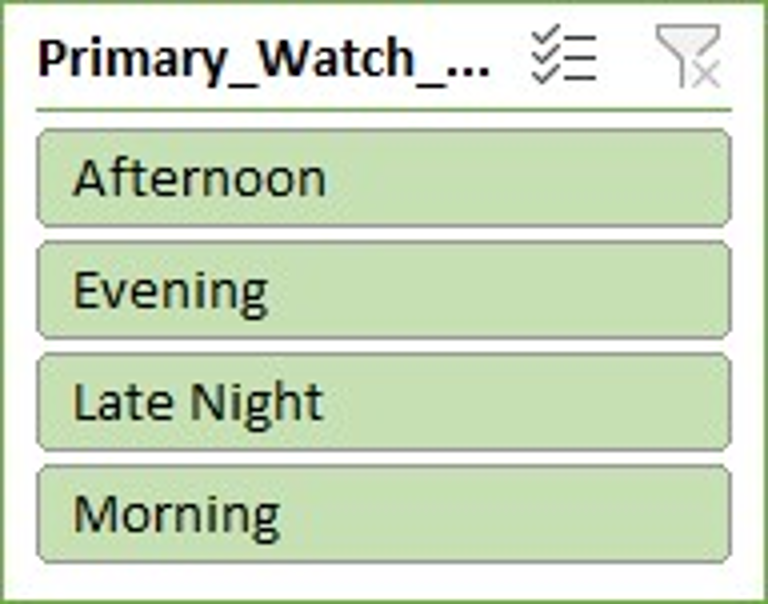 Primary_Watch_...
Afternoon
Evening
Late Night
Morning